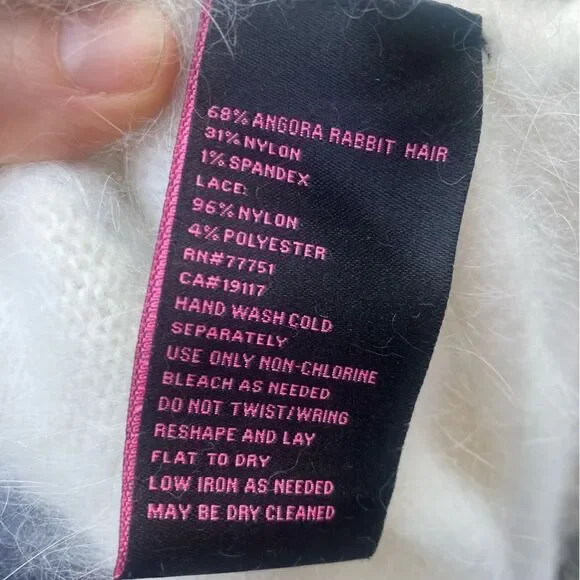 68% ANGORA RABBIT HAIR
31% NYLON
1% SPANDEX
LACE:
96% NYLON
4% POLYESTER
RN#77751
CA#19117
HAND WASH COLD
SEPARATELY
USE ONLY NON-CHLORINE
BLEACH AS NEEDED
DO NOT TWIST/WRING
RESHAPE AND LAY
FLAT TO DRY
LOW IRON AS NEEDED
MAY BE DRY CLEANED